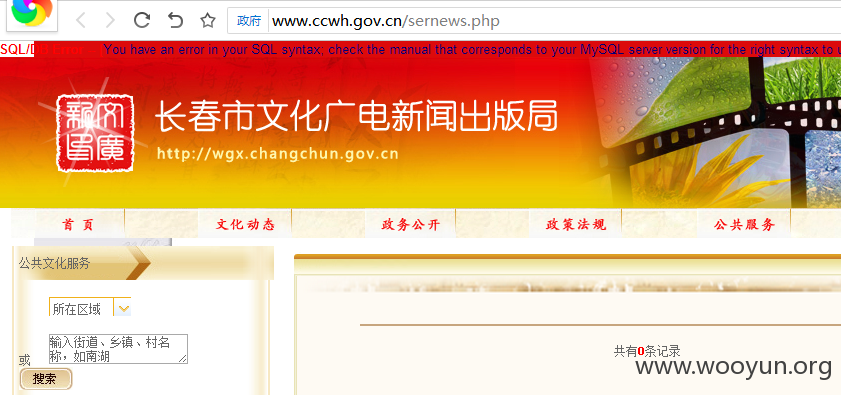 政府 www.ccwh.gov.cn/sernews.php
You have an error in your SQL syntax; check the manual that corresponds to your MySQL server version for the right syntax to u
长春市文化广电新闻出版局
http://wgx.changchun.gov.cn
首 页 文化动态 政务公开 政策法规 公共服务
公共文化服务
所在区域
输入街道、乡镇、村名
称，如南湖
或
搜索
共有0条记录
www.wooyun.org